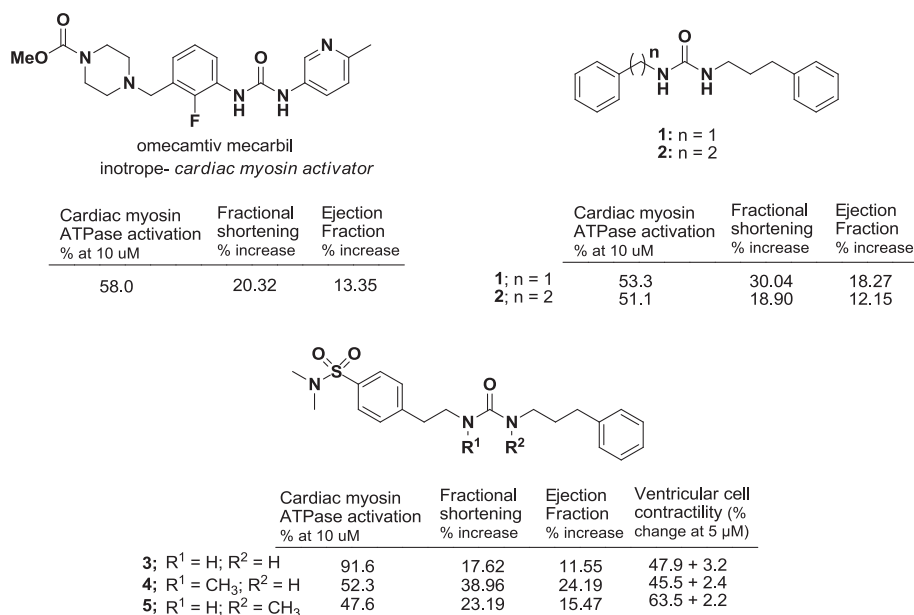 O
MeO
N
N
F
N
H
O
N
H
N
omecamtiv mecarbil
inotrope- cardiac myosin activator
Cardiac myosin ATPase activation % at 10 uM
Fractional shortening % increase
Ejection Fraction % increase
58.0 20.32 13.35
n
N
H
O
N
H
1: n = 1
2: n = 2
Cardiac myosin ATPase activation % at 10 uM
Fractional shortening % increase
Ejection Fraction % increase
1; n = 1 53.3 30.04 18.27
2; n = 2 51.1 18.90 12.15
O O
S
N
O
N
R1
N
R2
Cardiac myosin ATPase activation % at 10 uM
Fractional shortening % increase
Ejection Fraction % increase
Ventricular cell contractility (% change at 5 µM)
3; R1 = H; R2 = H 91.6 17.62 11.55 47.9 + 3.2
4; R1 = CH3; R2 = H 52.3 38.96 24.19 45.5 + 2.4
5; R1 = H; R2 = CH3 47.6 23.19 15.47 63.5 + 2.2